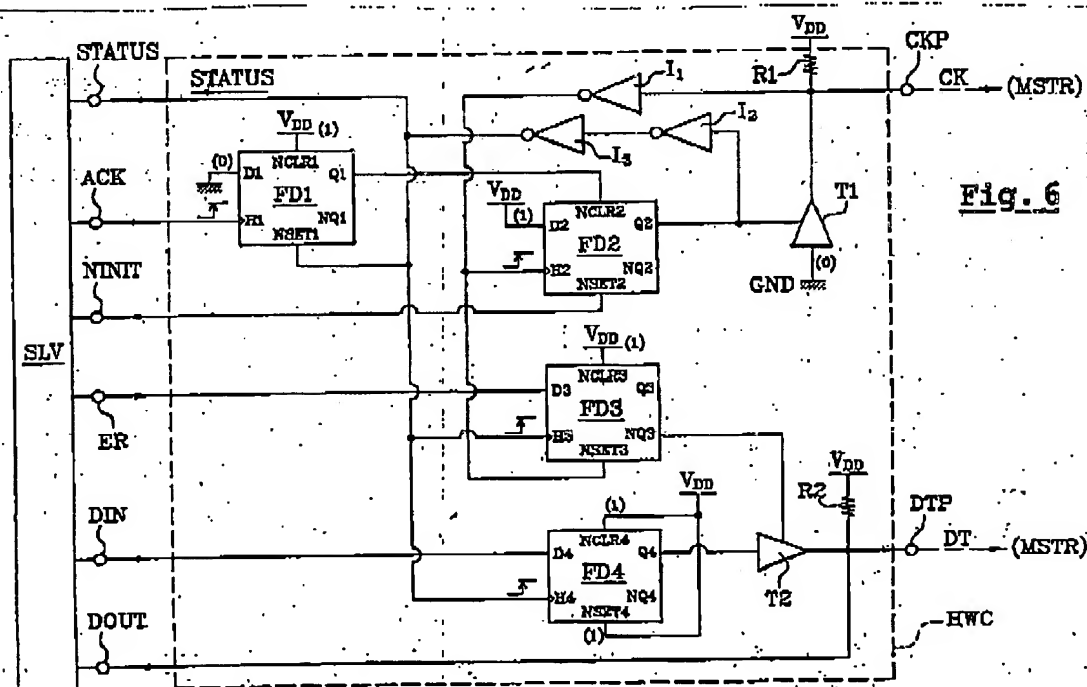 STATUS
STATUS
ACK
NINIT
SLV
ER
DIN
DOUT
VDD (1)
(0) D1 NCLR1 Q1
FD1
H1 NQ1
NSET1
VDD
(1) D2 NCLR2 Q2
FD2
H2 NQ2
NSET2
I1
I2
I3
VDD
R1
CKP
CK (MSTR)
T1
(0)
GND
Fig. 6
VDD (1)
D3 NCLR3 Q3
FD3
H3 NQ3
NSET3
VDD
(1)
D4 NCLR4 Q4
FD4
H4 NQ4
NSET4
(1)
VDD
R2
T2
DTP
DT (MSTR)
HWC